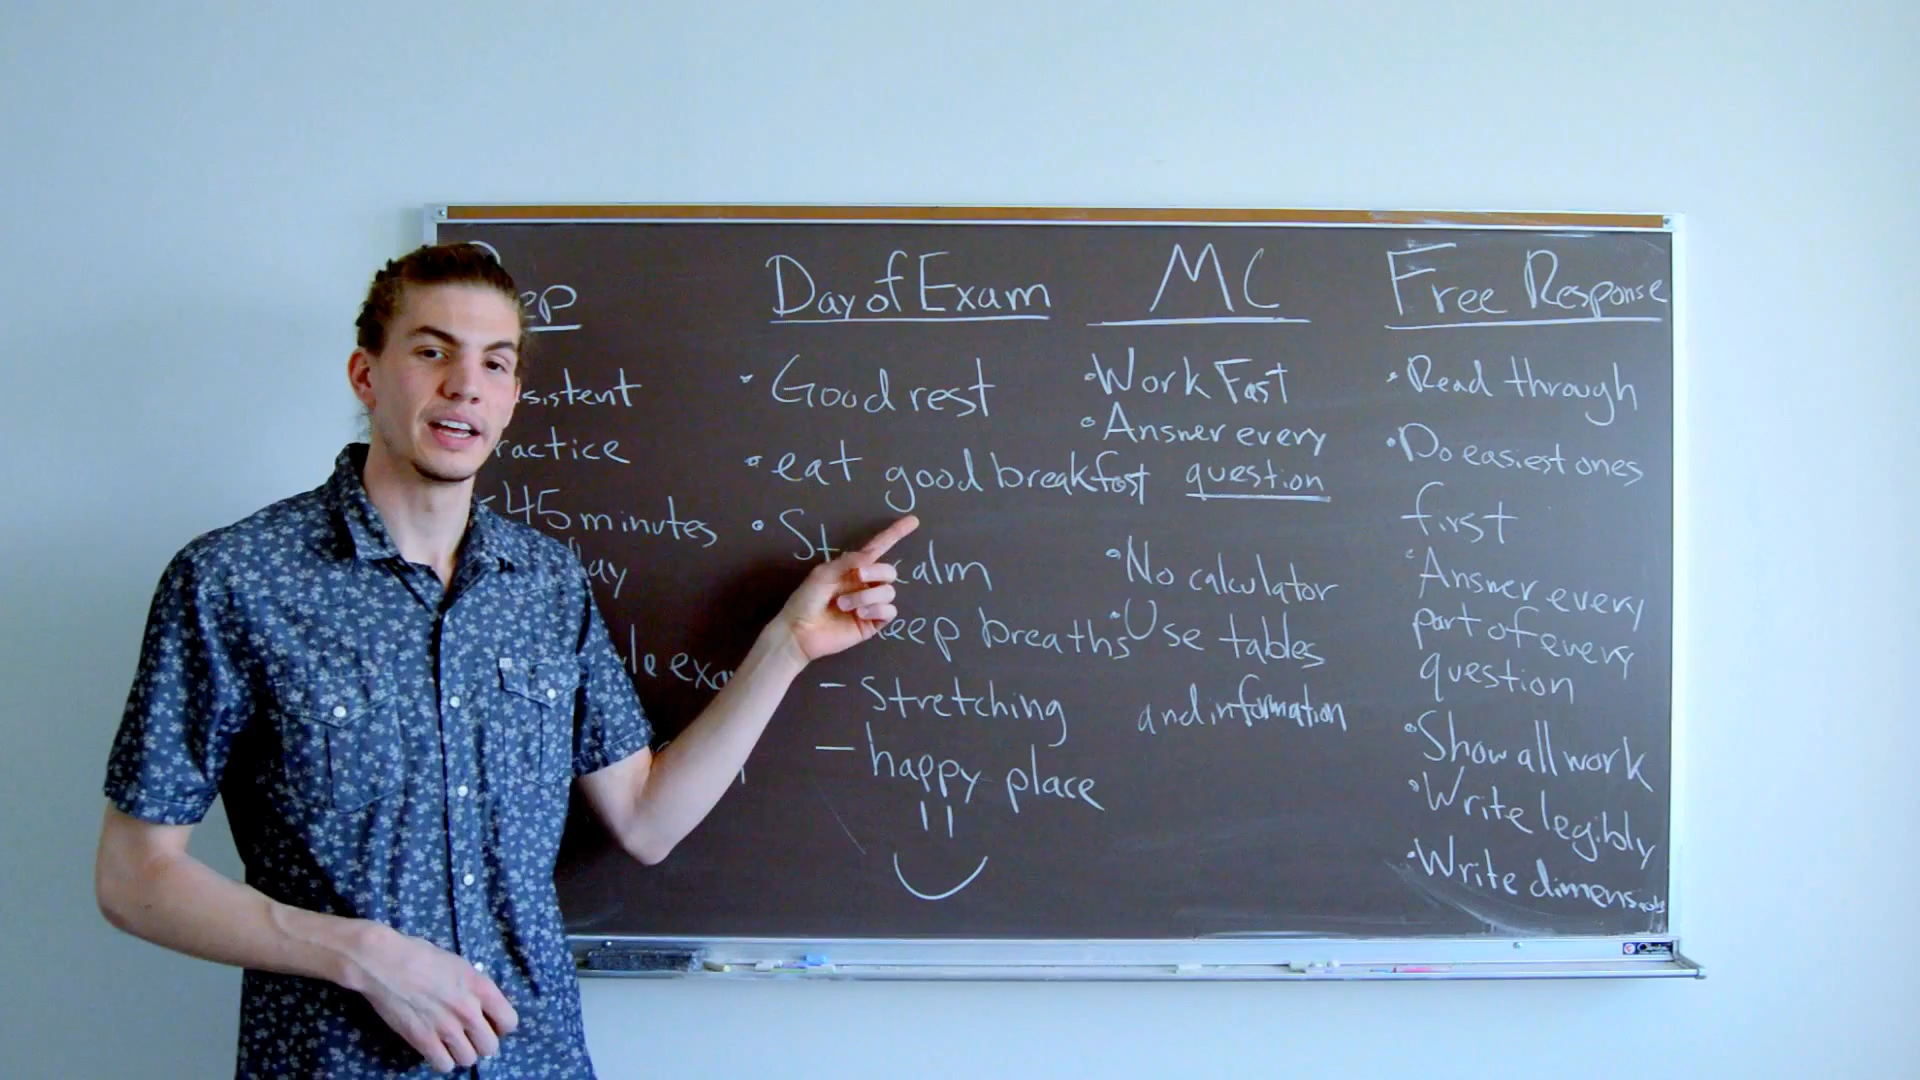 ep
sistent
ractice
45 minutes
day
le exa
Day of Exam
• Good rest
• eat good breakfast
• St calm
eep breaths
- stretching
- happy place
MC
• Work Fast
• Answer every
question
• No calculator
• Use tables
and information
Free Response
• Read through
• Do easiest ones
first
• Answer every
part of every
question
• Show all work
• Write legibly
• Write dimensions